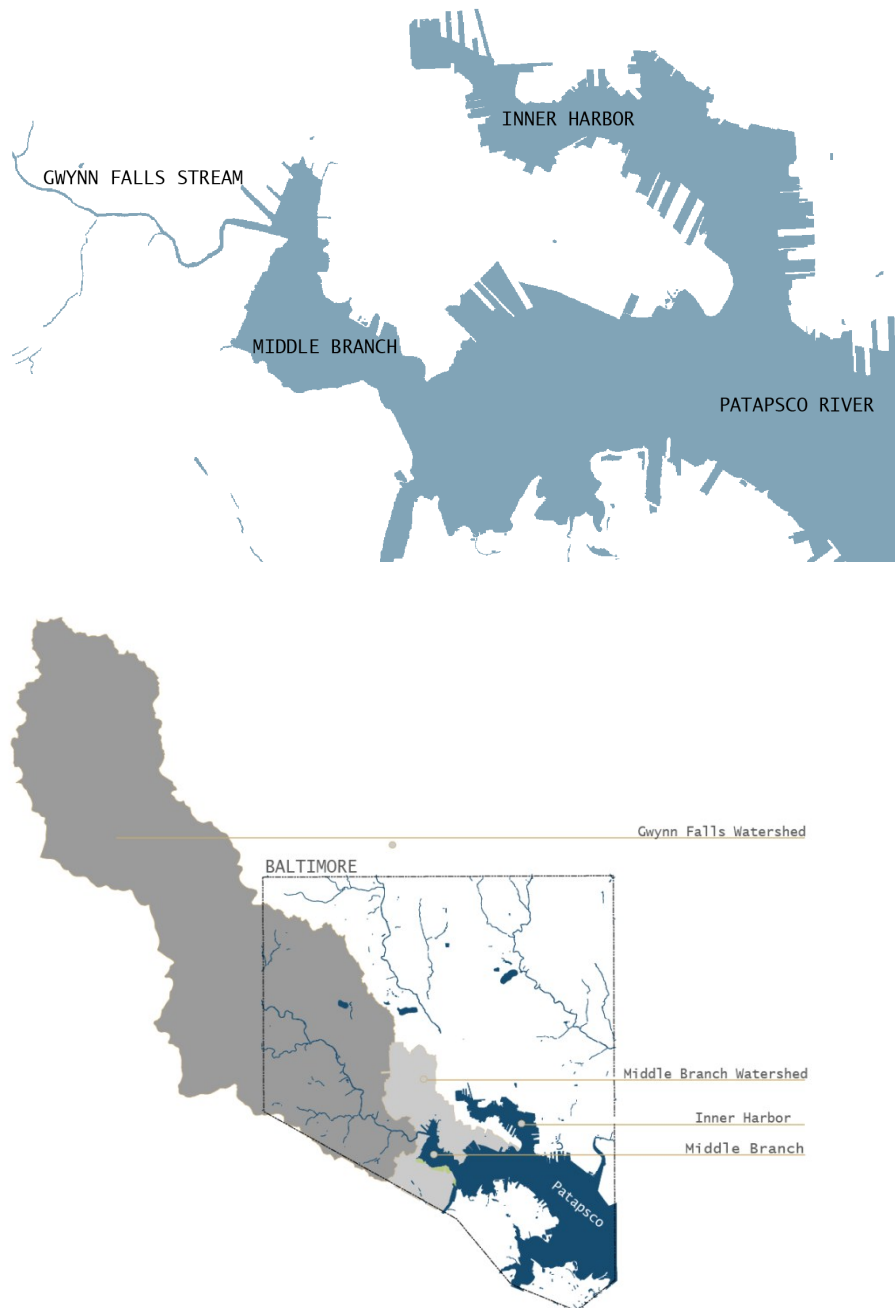 INNER HARBOR
GWYNN FALLS STREAM
MIDDLE BRANCH
PATAPSCO RIVER
Gwynn Falls Watershed
BALTIMORE
Middle Branch Watershed
Inner Harbor
Middle Branch
Patapsco